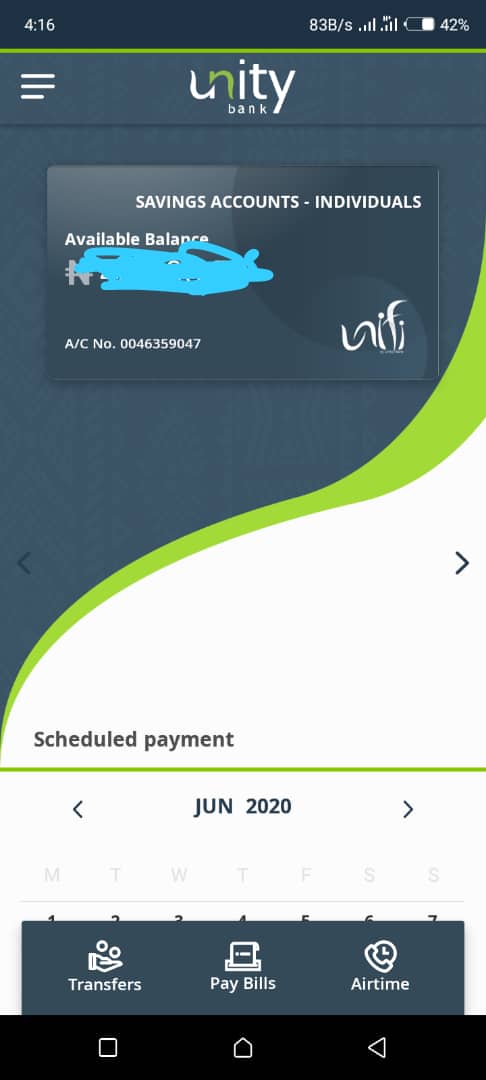 4:16 83B/s 42%
unity
bank
SAVINGS ACCOUNTS - INDIVIDUALS
Available Balance
₦
A/C No. 0046359047
unifi
Scheduled payment
JUN 2020
M T W T F S S
1 2 3 4 5 6 7
Transfers Pay Bills Airtime